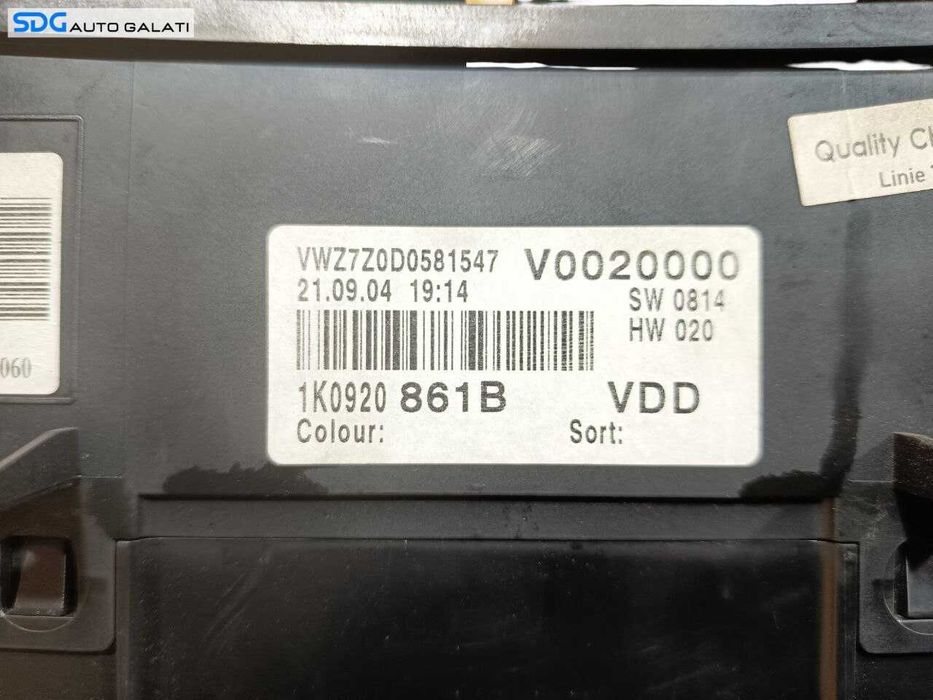 SDG AUTO GALATI
Quality
Linie
060
VWZ7Z0D0581547 V0020000
21.09.04 19:14 SW 0814
HW 020
1K0920 861B VDD
Colour: Sort: